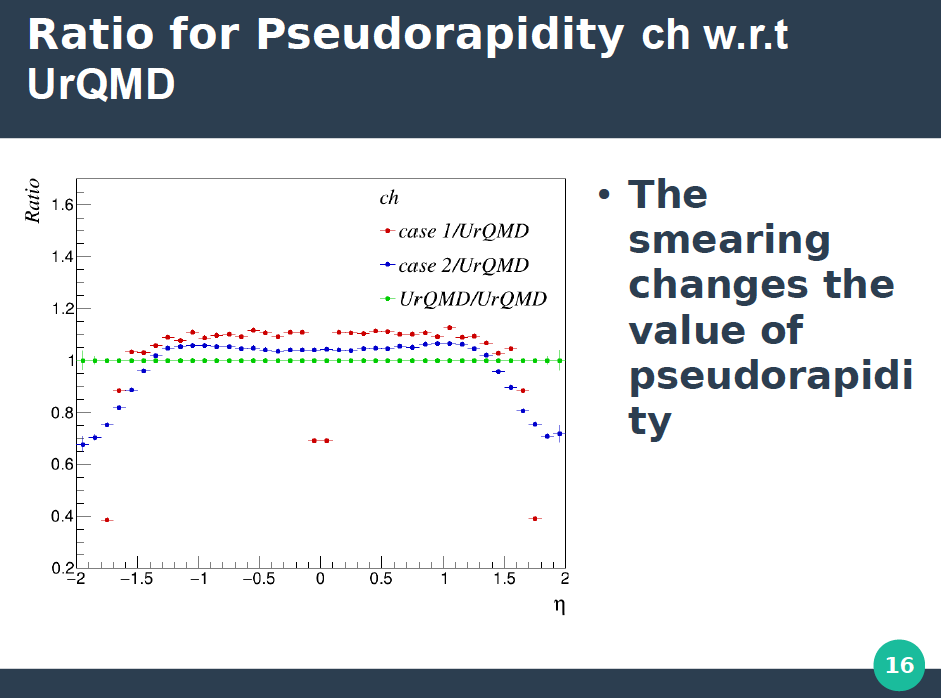 Ratio for Pseudorapidity ch w.r.t
UrQMD
Ratio
ch
case 1/UrQMD
case 2/UrQMD
UrQMD/UrQMD
1.6
1.4
1.2
1
0.8
0.6
0.4
0.2
−2 −1.5 −1 −0.5 0 0.5 1 1.5 2
η
• The
smearing
changes the
value of
pseudorapidi
ty
16